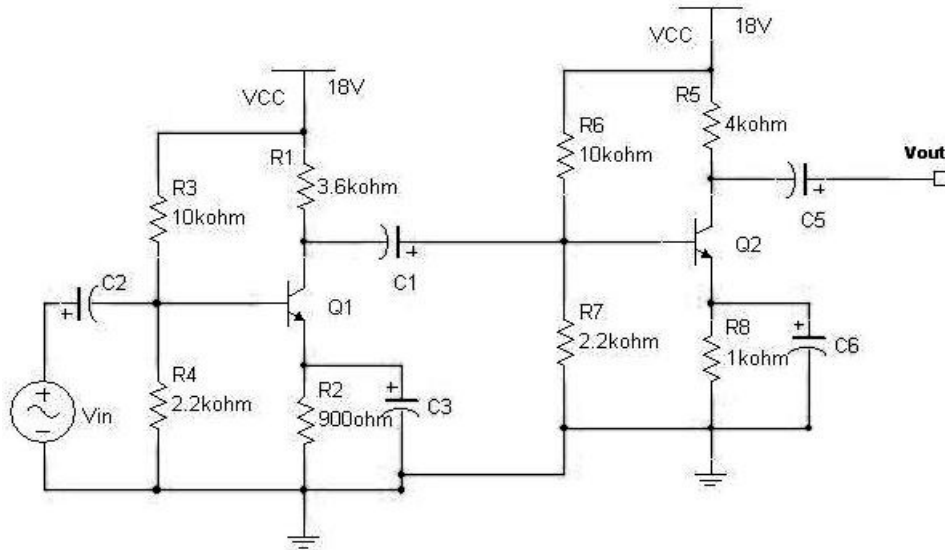 VCC
18V
R5
4kohm
R6
10kohm
Vout
C5
VCC
18V
R1
3.6kohm
R3
10kohm
Q2
C1
C2
Q1
R7
2.2kohm
R8
1kohm
C6
R4
2.2kohm
R2
900ohm
C3
Vin